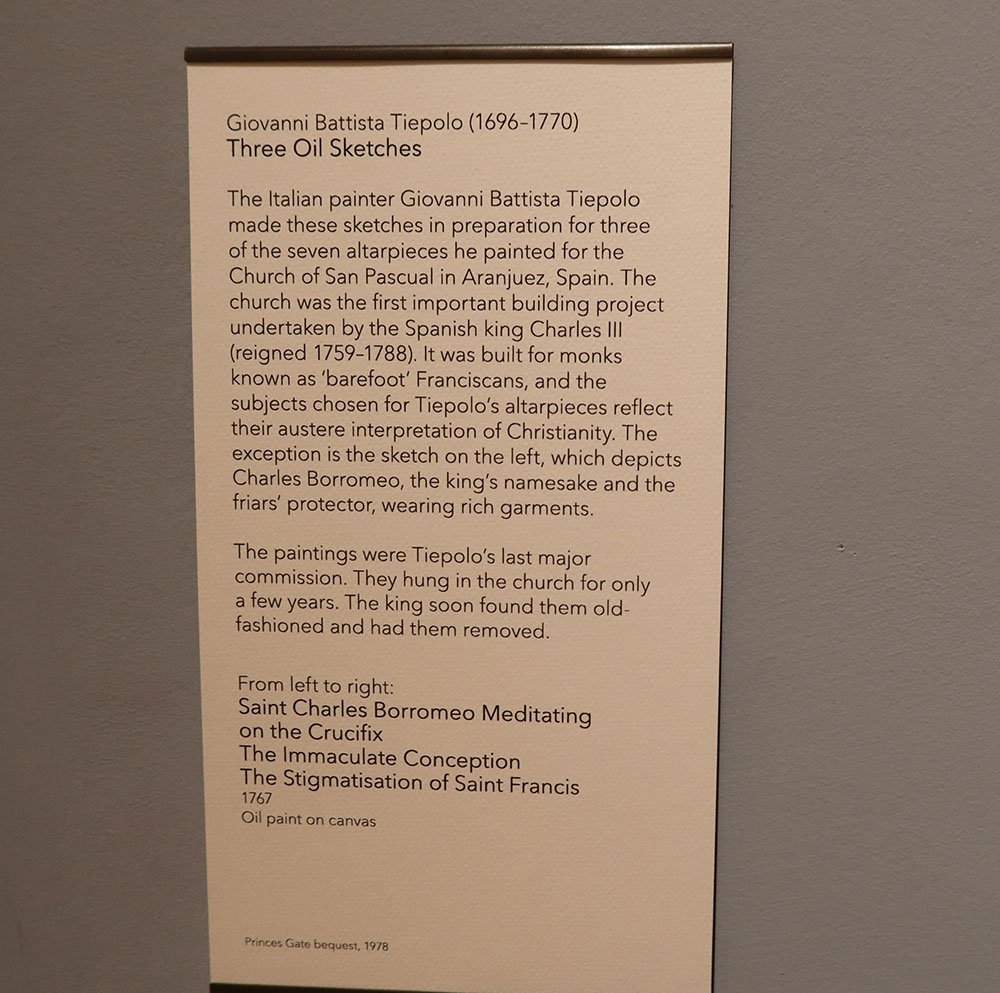 Giovanni Battista Tiepolo (1696–1770)
Three Oil Sketches
The Italian painter Giovanni Battista Tiepolo
made these sketches in preparation for three
of the seven altarpieces he painted for the
Church of San Pascual in Aranjuez, Spain. The
church was the first important building project
undertaken by the Spanish king Charles III
(reigned 1759–1788). It was built for monks
known as ‘barefoot’ Franciscans, and the
subjects chosen for Tiepolo’s altarpieces reflect
their austere interpretation of Christianity. The
exception is the sketch on the left, which depicts
Charles Borromeo, the king’s namesake and the
friars’ protector, wearing rich garments.
The paintings were Tiepolo’s last major
commission. They hung in the church for only
a few years. The king soon found them old-
fashioned and had them removed.
From left to right:
Saint Charles Borromeo Meditating
on the Crucifix
The Immaculate Conception
The Stigmatisation of Saint Francis
1767
Oil paint on canvas
Princes Gate bequest, 1978